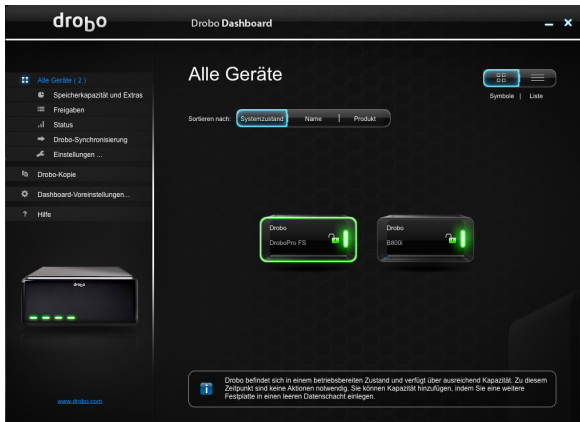 drobo
Drobo Dashboard
Alle Geräte
Alle Geräte ( 2 )
Speicherkapazität und Extras
Freigaben
Status
Drobo-Synchronisierung
Einstellungen ...
Drobo-Kopie
Dashboard-Voreinstellungen...
? Hilfe
Symbole | Liste
Sortieren nach: Systemzustand Name | Produkt
Drobo
DroboPro FS
Drobo
B800i
drobo
www.drobo.com
Drobo befindet sich in einem betriebsbereiten Zustand und verfügt über ausreichend Kapazität. Zu diesem
Zeitpunkt sind keine Aktionen notwendig. Sie können Kapazität hinzufügen, indem Sie eine weitere
Festplatte in einen leeren Datenschacht einlegen.